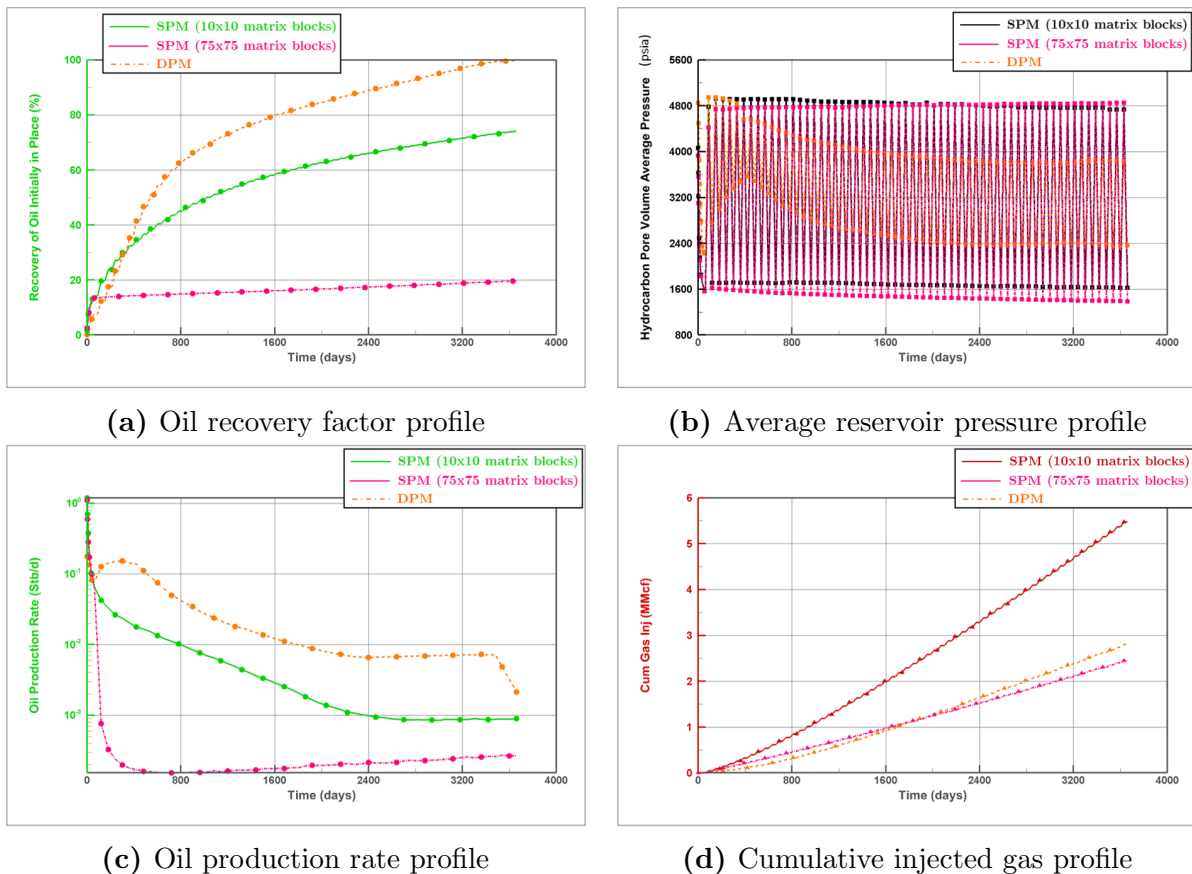 SPM (10x10 matrix blocks)
SPM (75x75 matrix blocks)
DPM
Recovery of Oil Initially in Place (%)
100
80
60
40
20
0
0 800 1600 2400 3200 4000
Time (days)
SPM (10x10 matrix blocks)
SPM (75x75 matrix blocks)
DPM
Hydrocarbon Pore Volume Average Pressure (psia)
5600
4800
4000
3200
2400
1600
800
0 800 1600 2400 3200 4000
Time (days)
(a) Oil recovery factor profile
(b) Average reservoir pressure profile
SPM (10x10 matrix blocks)
SPM (75x75 matrix blocks)
DPM
Oil Production Rate (Stb/d)
10^0
10^-1
10^-2
10^-3
0 800 1600 2400 3200 4000
Time (days)
SPM (10x10 matrix blocks)
SPM (75x75 matrix blocks)
DPM
Cum Gas Inj (MMcf)
6
5
4
3
2
1
0
0 800 1600 2400 3200 4000
Time (days)
(c) Oil production rate profile
(d) Cumulative injected gas profile